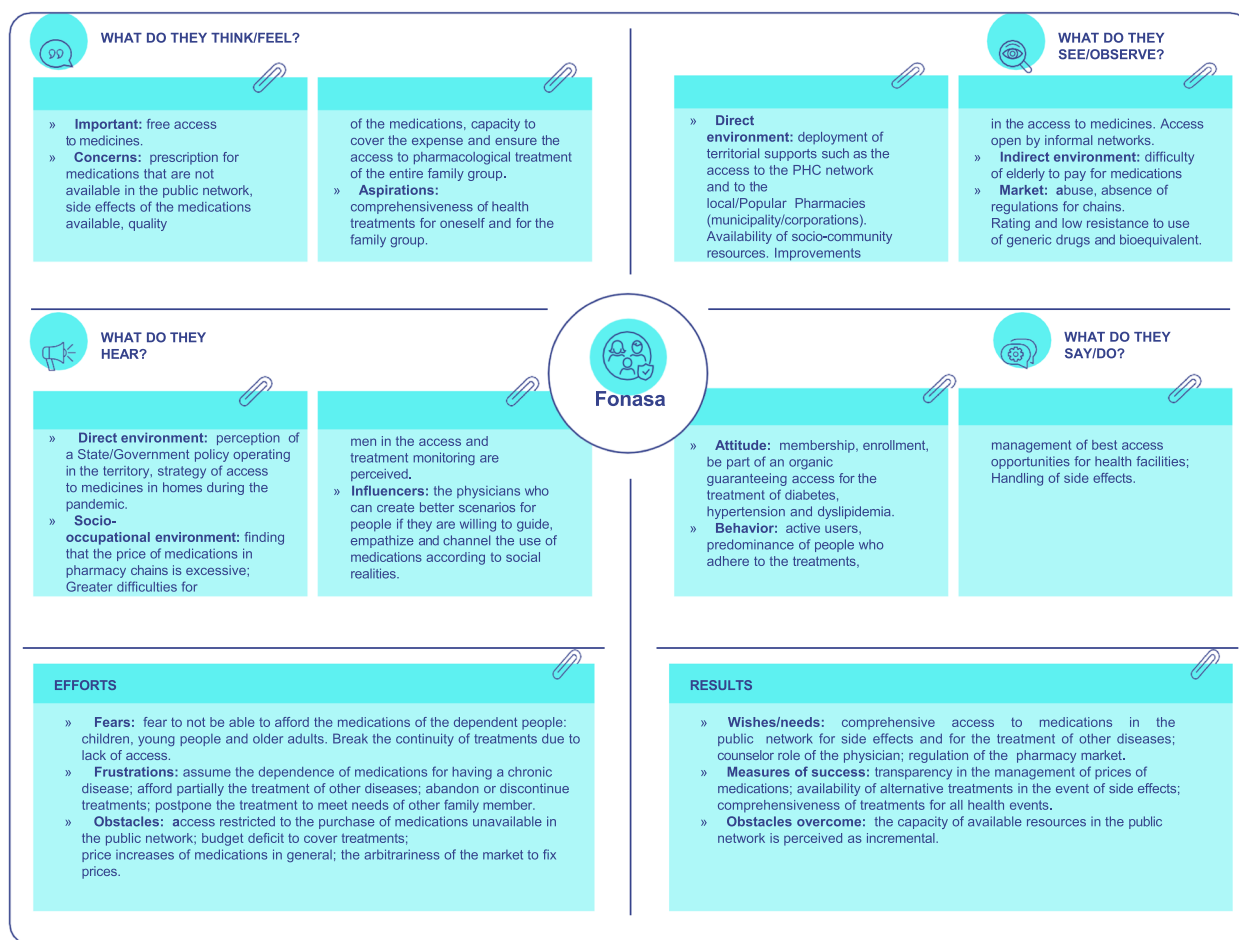 WHAT DO THEY THINK/FEEL?
» Important: free access
to medicines.
» Concerns: prescription for
medications that are not
available in the public network,
side effects of the medications
available, quality
of the medications, capacity to
cover the expense and ensure the
access to pharmacological treatment
of the entire family group.
» Aspirations:
comprehensiveness of health
treatments for oneself and for the
family group.
WHAT DO THEY
SEE/OBSERVE?
» Direct
environment: deployment of
territorial supports such as the
access to the PHC network
and to the
local/Popular Pharmacies
(municipality/corporations).
Availability of socio-community
resources. Improvements
in the access to medicines. Access
open by informal networks.
» Indirect environment: difficulty
of elderly to pay for medications
» Market: abuse, absence of
regulations for chains.
Rating and low resistance to use
of generic drugs and bioequivalent.
WHAT DO THEY
HEAR?
» Direct environment: perception of
a State/Government policy operating
in the territory, strategy of access
to medicines in homes during the
pandemic.
» Socio-
occupational environment: finding
that the price of medications in
pharmacy chains is excessive;
Greater difficulties for
men in the access and
treatment monitoring are
perceived.
» Influencers: the physicians who
can create better scenarios for
people if they are willing to guide,
empathize and channel the use of
medications according to social
realities.
Fonasa
WHAT DO THEY
SAY/DO?
» Attitude: membership, enrollment,
be part of an organic
guaranteeing access for the
treatment of diabetes,
hypertension and dyslipidemia.
» Behavior: active users,
predominance of people who
adhere to the treatments,
management of best access
opportunities for health facilities;
Handling of side effects.
EFFORTS
» Fears: fear to not be able to afford the medications of the dependent people:
children, young people and older adults. Break the continuity of treatments due to
lack of access.
» Frustrations: assume the dependence of medications for having a chronic
disease; afford partially the treatment of other diseases; abandon or discontinue
treatments; postpone the treatment to meet needs of other family member.
» Obstacles: access restricted to the purchase of medications unavailable in
the public network; budget deficit to cover treatments;
price increases of medications in general; the arbitrariness of the market to fix
prices.
RESULTS
» Wishes/needs: comprehensive access to medications in the
public network for side effects and for the treatment of other diseases;
counselor role of the physician; regulation of the pharmacy market.
» Measures of success: transparency in the management of prices of
medications; availability of alternative treatments in the event of side effects;
comprehensiveness of treatments for all health events.
» Obstacles overcome: the capacity of available resources in the public
network is perceived as incremental.